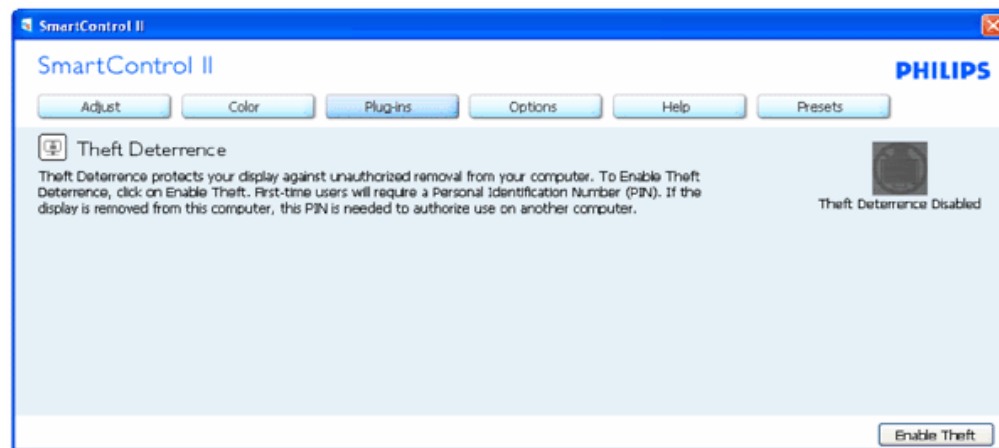 SmartControl II
SmartControl II
PHILIPS
Adjust Color Plug-ins Options Help Presets
Theft Deterrence
Theft Deterrence protects your display against unauthorized removal from your computer. To Enable Theft
Deterrence, click on Enable Theft. First-time users will require a Personal Identification Number (PIN). If the
display is removed from this computer, this PIN is needed to authorize use on another computer.
Theft Deterrence Disabled
Enable Theft